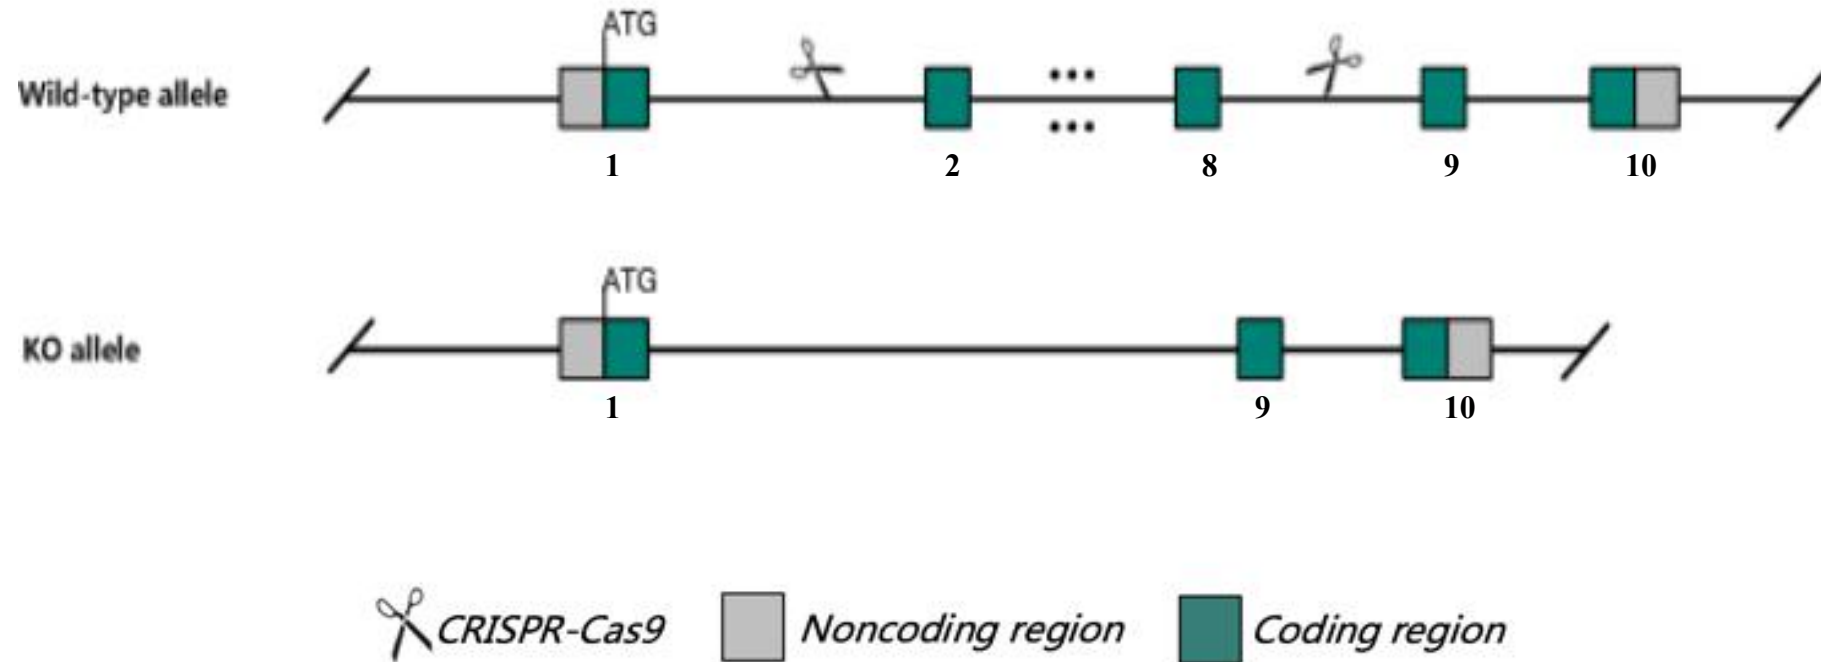 ATG
Wild-type allele
... 
...
1 2 8 9 10
ATG
KO allele
1 9 10
CRISPR-Cas9 Noncoding region Coding region